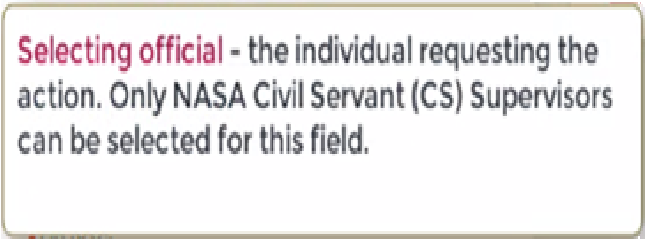 Selecting official - the individual requesting the
action. Only NASA Civil Servant (CS) Supervisors
can be selected for this field.